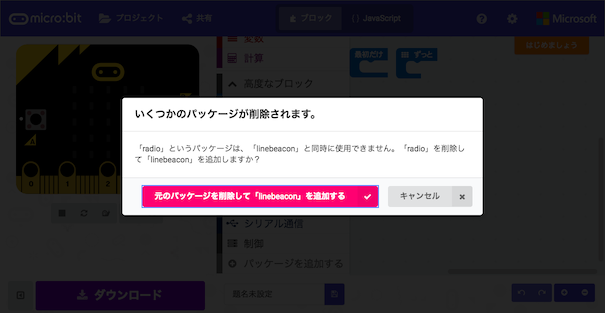 micro:bit プロジェクト 共有 ブロック {} JavaScript ? Microsoft
変数
計算
高度なブロック
最初だけ
ずっと
はじめましょう
いくつかのパッケージが削除されます。
「radio」というパッケージは、「linebeacon」と同時に使用できません。「radio」を削除し
て「linebeacon」を追加しますか？
元のパッケージを削除して「linebeacon」を追加する
キャンセル
0 1 2
シリアル通信
制御
パッケージを追加する
ダウンロード
題名未設定